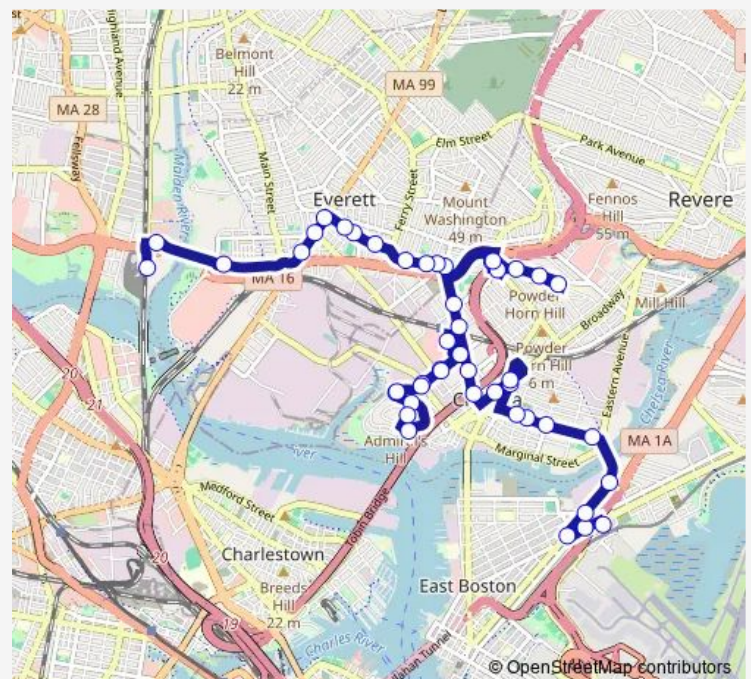 Highland Avenue
Belmont
Hill
22 m
MA 99
MA 28
Fellsway
Malden River
Main Street
Elm Street
Park Avenue
Ferry Street
Everett
Mount
Washington
49 m
Fennos
Hill
55 m
Revere
MA 16
Powder
Horn Hill
Broadway
Mill Hill
Powder
rn Hill
6 m
Eastern Avenue
Chelsea River
20
21
C
a
MA 1A
Admiral's
Hill
Marginal Street
Medford Street
Tobin Bridge
20
Charlestown
Breeds
Hill
22 m
East Boston
19
Charles River
© OpenStreetMap contributors